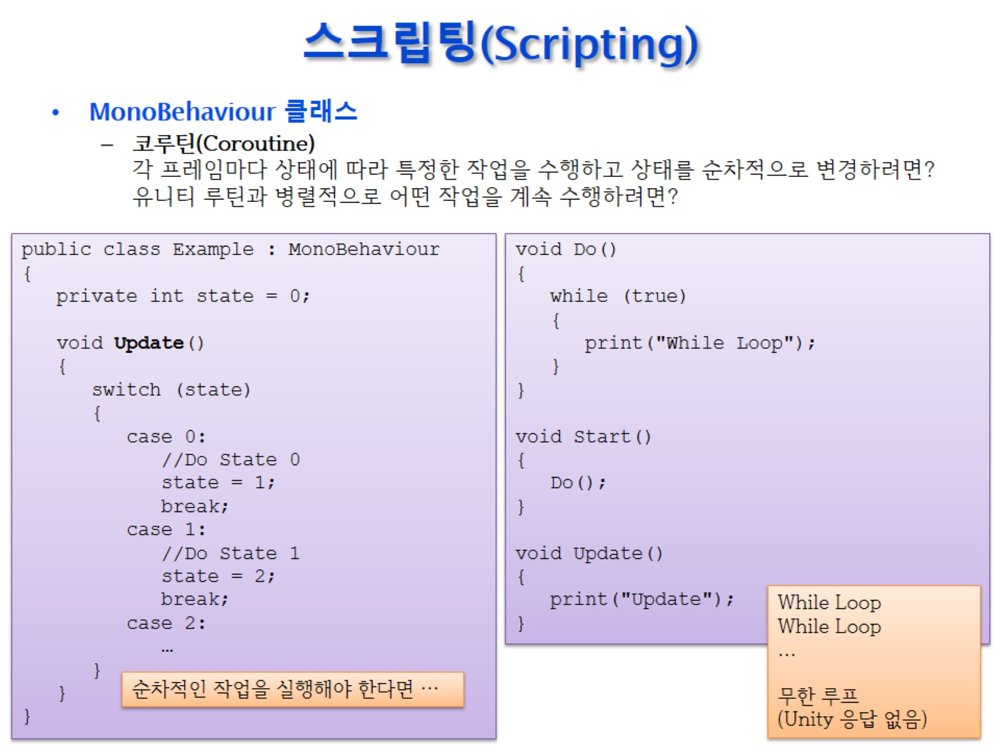 스크립팅(Scripting)
• MonoBehaviour 클래스
– 코루틴(Coroutine)
각 프레임마다 상태에 따라 특정한 작업을 수행하고 상태를 순차적으로 변경하려면?
유니티 루틴과 병렬적으로 어떤 작업을 계속 수행하려면?
public class Example : MonoBehaviour
{
private int state = 0;
void Update()
{
switch (state)
{
case 0:
//Do State 0
state = 1;
break;
case 1:
//Do State 1
state = 2;
break;
case 2:
…
}
}
}
순차적인 작업을 실행해야 한다면 …
void Do()
{
while (true)
{
print("While Loop");
}
}
void Start()
{
Do();
}
void Update()
{
print("Update");
}
While Loop
While Loop
…
무한 루프
(Unity 응답 없음)